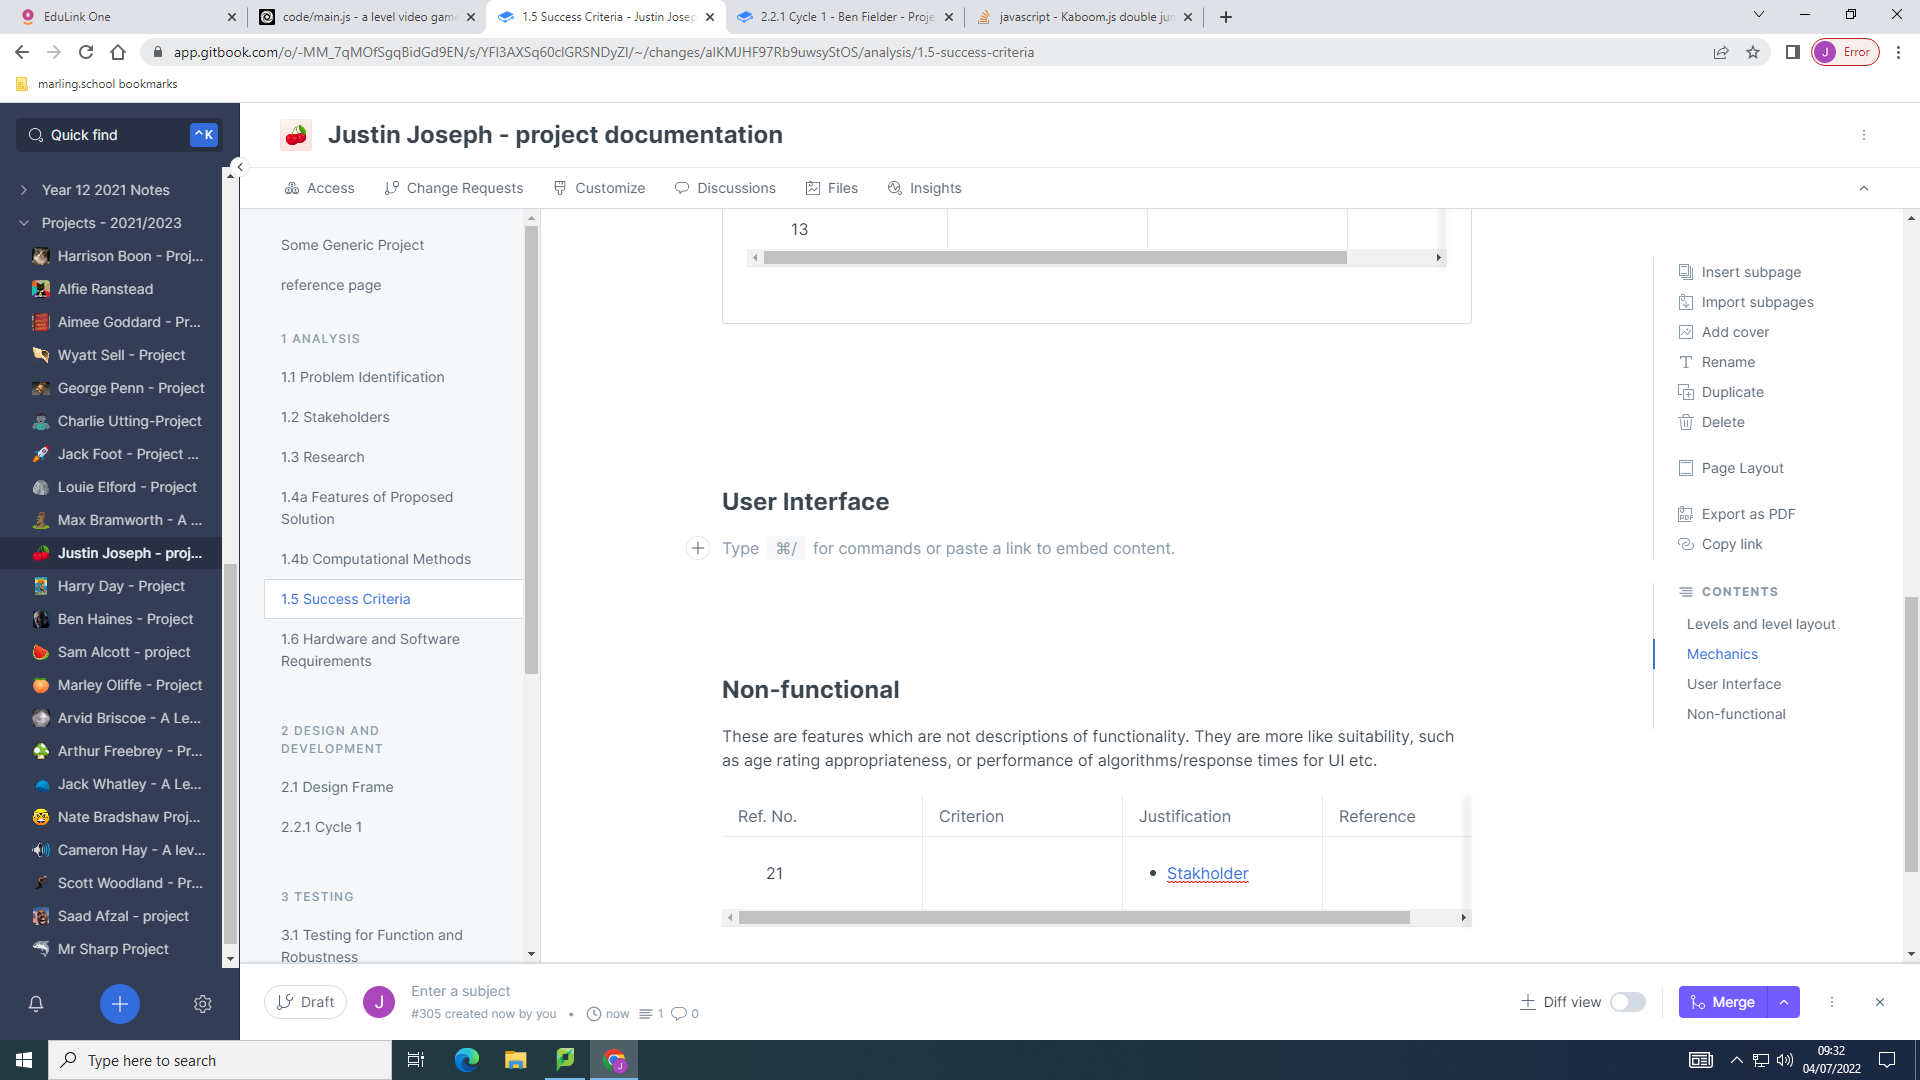 EduLink One
code/main.js - a level video game
1.5 Success Criteria - Justin Josep
2.2.1 Cycle 1 - Ben Fielder - Proje
javascript - Kaboom.js double jun
app.gitbook.com/o/-MM_7qMOfSgqBidGd9EN/s/YFI3AXSq60clGRSNDyZI/~/changes/alKMJHF97Rb9uwsyStOS/analysis/1.5-success-criteria
J Error
marling.school bookmarks
Quick find
^K
Year 12 2021 Notes
Projects - 2021/2023
Harrison Boon - Proj...
Alfie Ranstead
Aimee Goddard - Pr...
Wyatt Sell - Project
George Penn - Project
Charlie Utting-Project
Jack Foot - Project ...
Louie Elford - Project
Max Bramworth - A ...
Justin Joseph - proj...
Harry Day - Project
Ben Haines - Project
Sam Alcott - project
Marley Oliffe - Project
Arvid Briscoe - A Le...
Arthur Freebrey - Pr...
Jack Whatley - A Le...
Nate Bradshaw Proj...
Cameron Hay - A lev...
Scott Woodland - Pr...
Saad Afzal - project
Mr Sharp Project
Justin Joseph - project documentation
Access
Change Requests
Customize
Discussions
Files
Insights
Some Generic Project
reference page
1 ANALYSIS
1.1 Problem Identification
1.2 Stakeholders
1.3 Research
1.4a Features of Proposed
Solution
1.4b Computational Methods
1.5 Success Criteria
1.6 Hardware and Software
Requirements
2 DESIGN AND
DEVELOPMENT
2.1 Design Frame
2.2.1 Cycle 1
3 TESTING
3.1 Testing for Function and
Robustness
13
User Interface
Type ⌘/ for commands or paste a link to embed content.
Non-functional
These are features which are not descriptions of functionality. They are more like suitability, such
as age rating appropriateness, or performance of algorithms/response times for UI etc.
Ref. No.
Criterion
Justification
Reference
21
• Stakholder
Insert subpage
Import subpages
Add cover
Rename
Duplicate
Delete
Page Layout
PDF Export as PDF
Copy link
CONTENTS
Levels and level layout
Mechanics
User Interface
Non-functional
Draft
J
Enter a subject
#305 created now by you • now 1 0
Diff view
Merge
Type here to search
J
09:32
04/07/2022